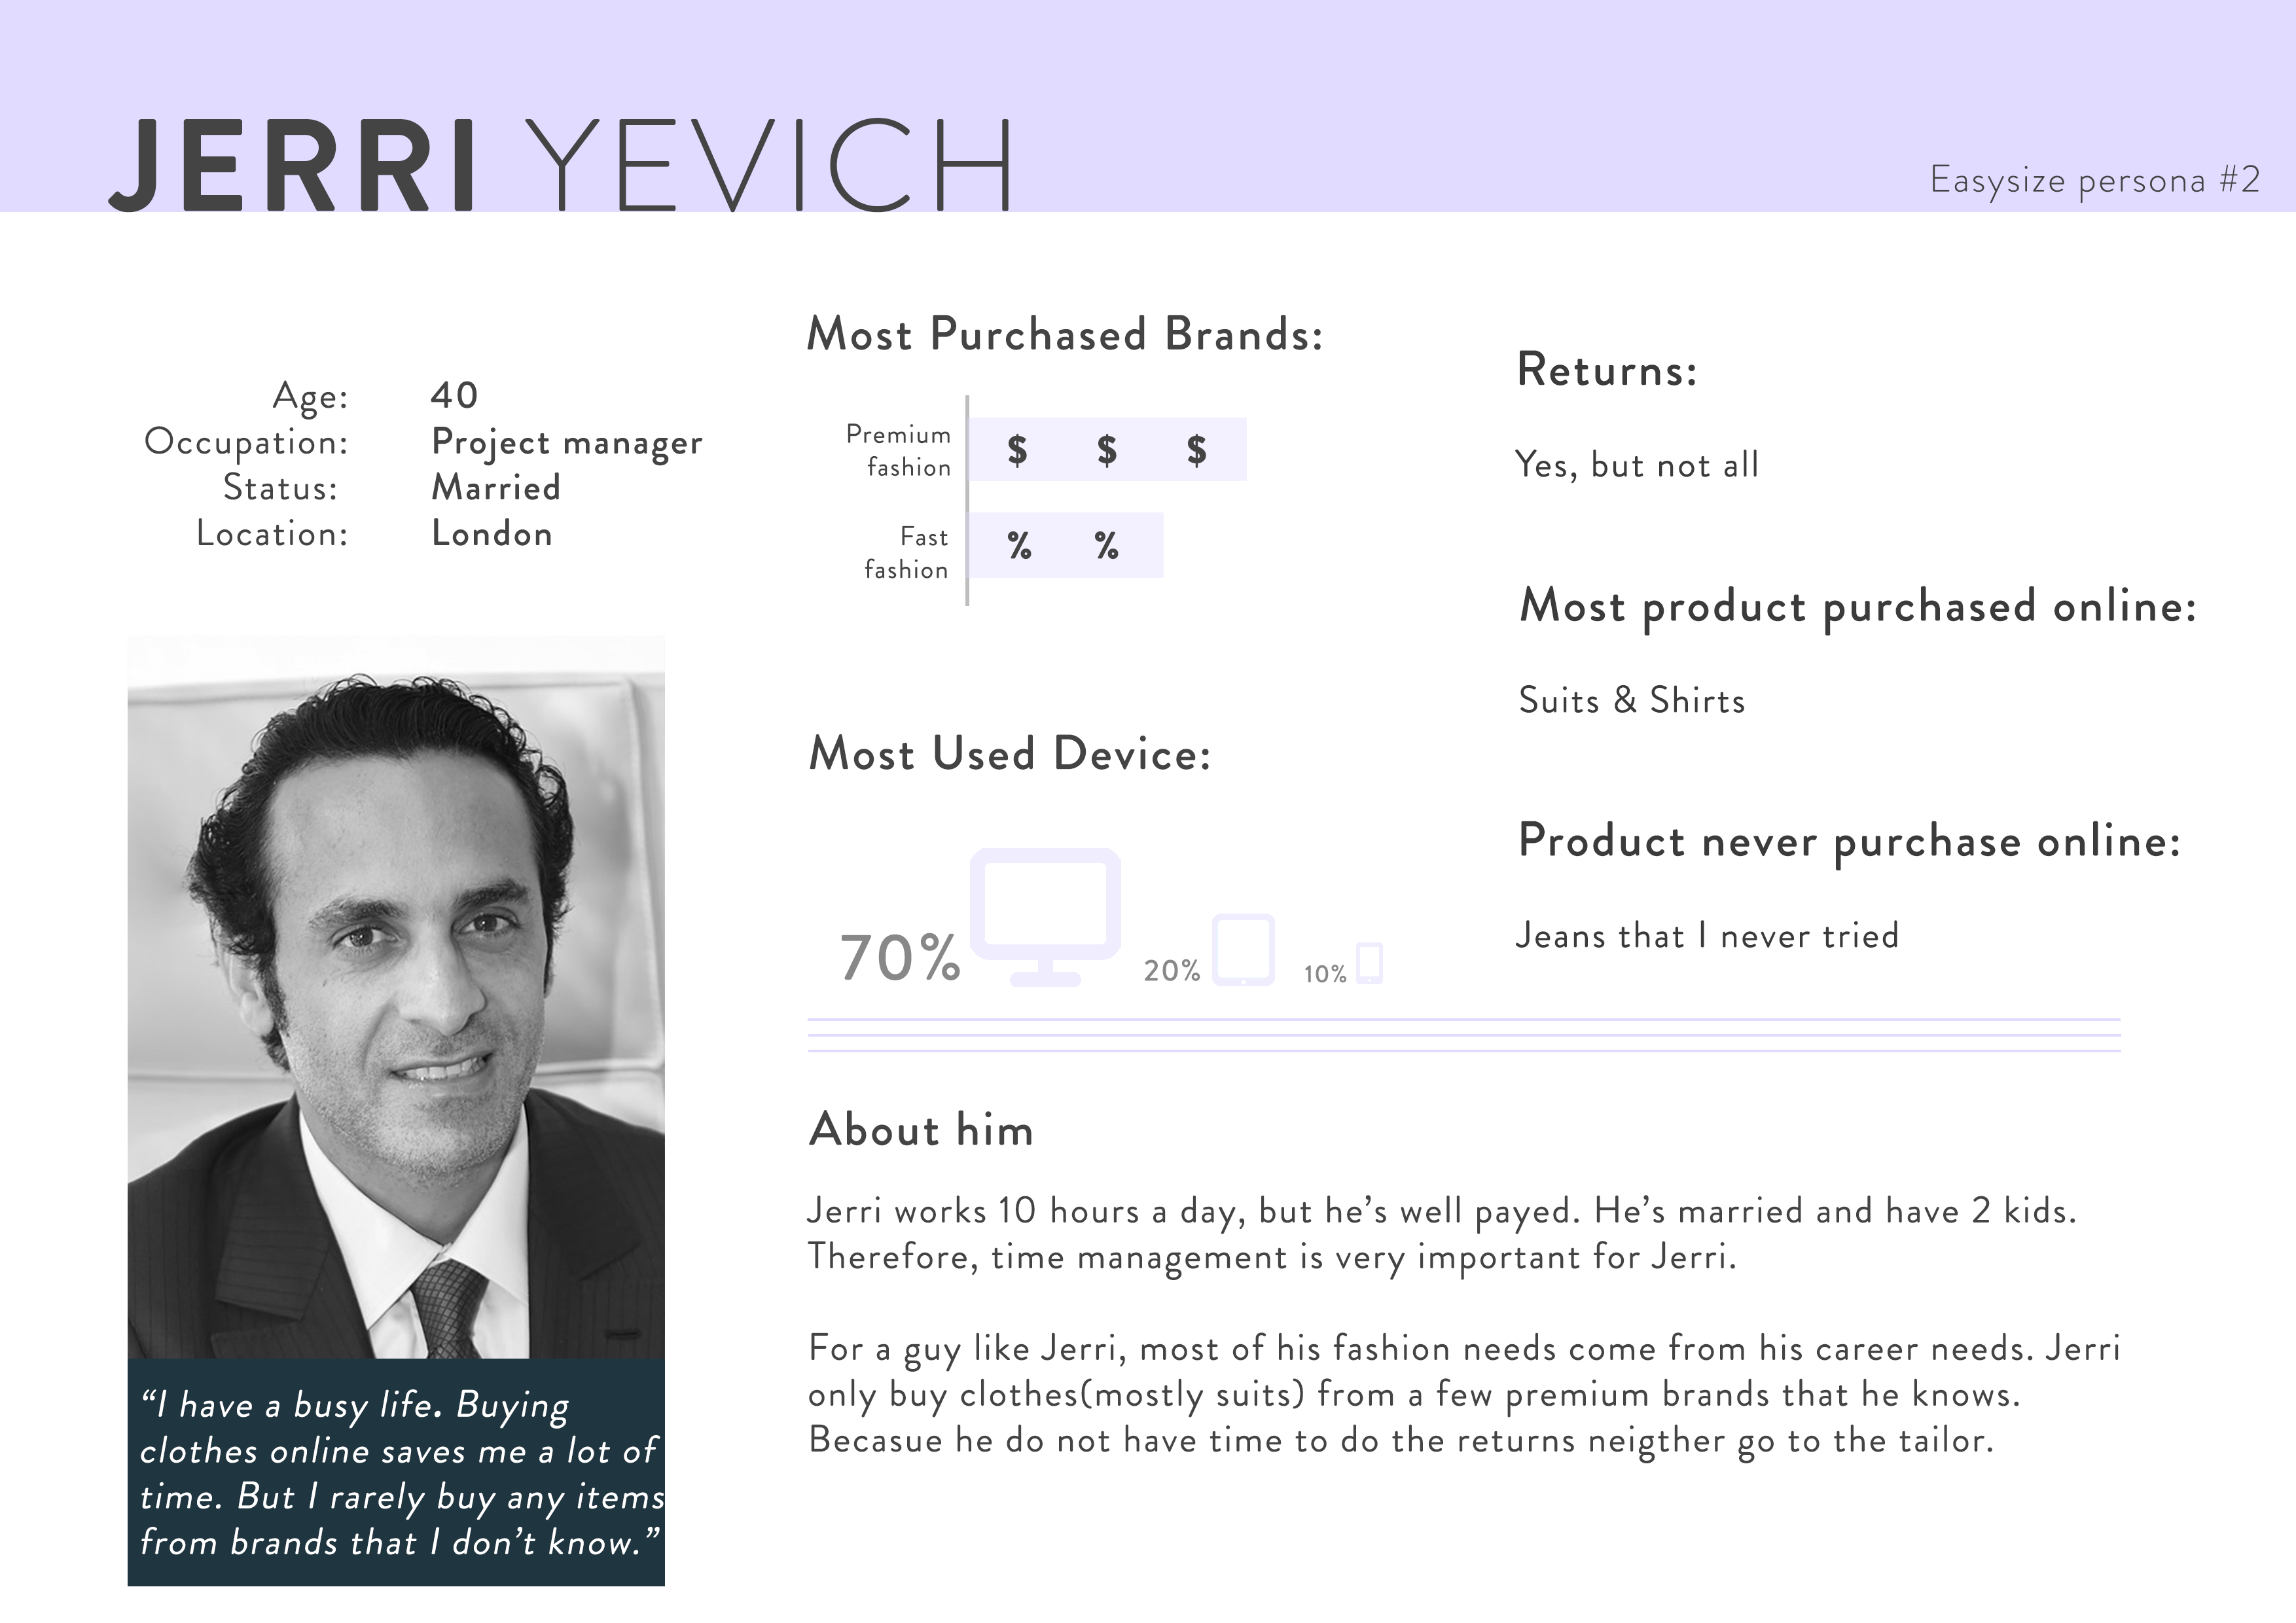 JERRI YEVICH
Easysize persona #2
Age: 40
Occupation: Project manager
Status: Married
Location: London
“I have a busy life. Buying
clothes online saves me a lot of
time. But I rarely buy any items
from brands that I don’t know.”
Most Purchased Brands:
Premium
fashion
$ $ $
Fast
fashion
% %
Most Used Device:
70% 20% 10%
Returns:
Yes, but not all
Most product purchased online:
Suits & Shirts
Product never purchase online:
Jeans that I never tried
About him
Jerri works 10 hours a day, but he’s well payed. He’s married and have 2 kids.
Therefore, time management is very important for Jerri.
For a guy like Jerri, most of his fashion needs come from his career needs. Jerri
only buy clothes(mostly suits) from a few premium brands that he knows.
Becasue he do not have time to do the returns neigther go to the tailor.